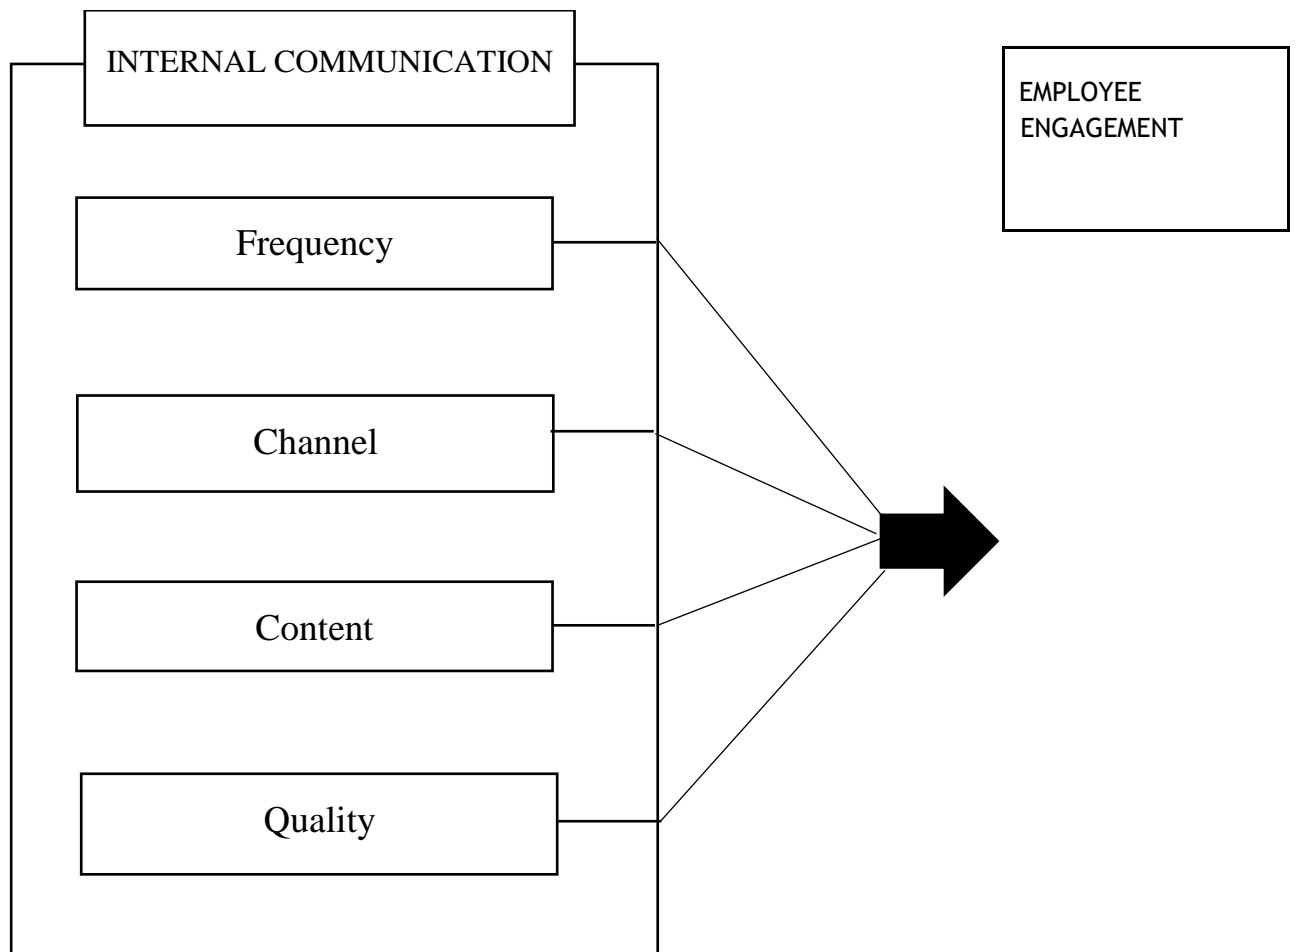 INTERNAL COMMUNICATION
EMPLOYEE
ENGAGEMENT
Frequency
Channel
Content
Quality